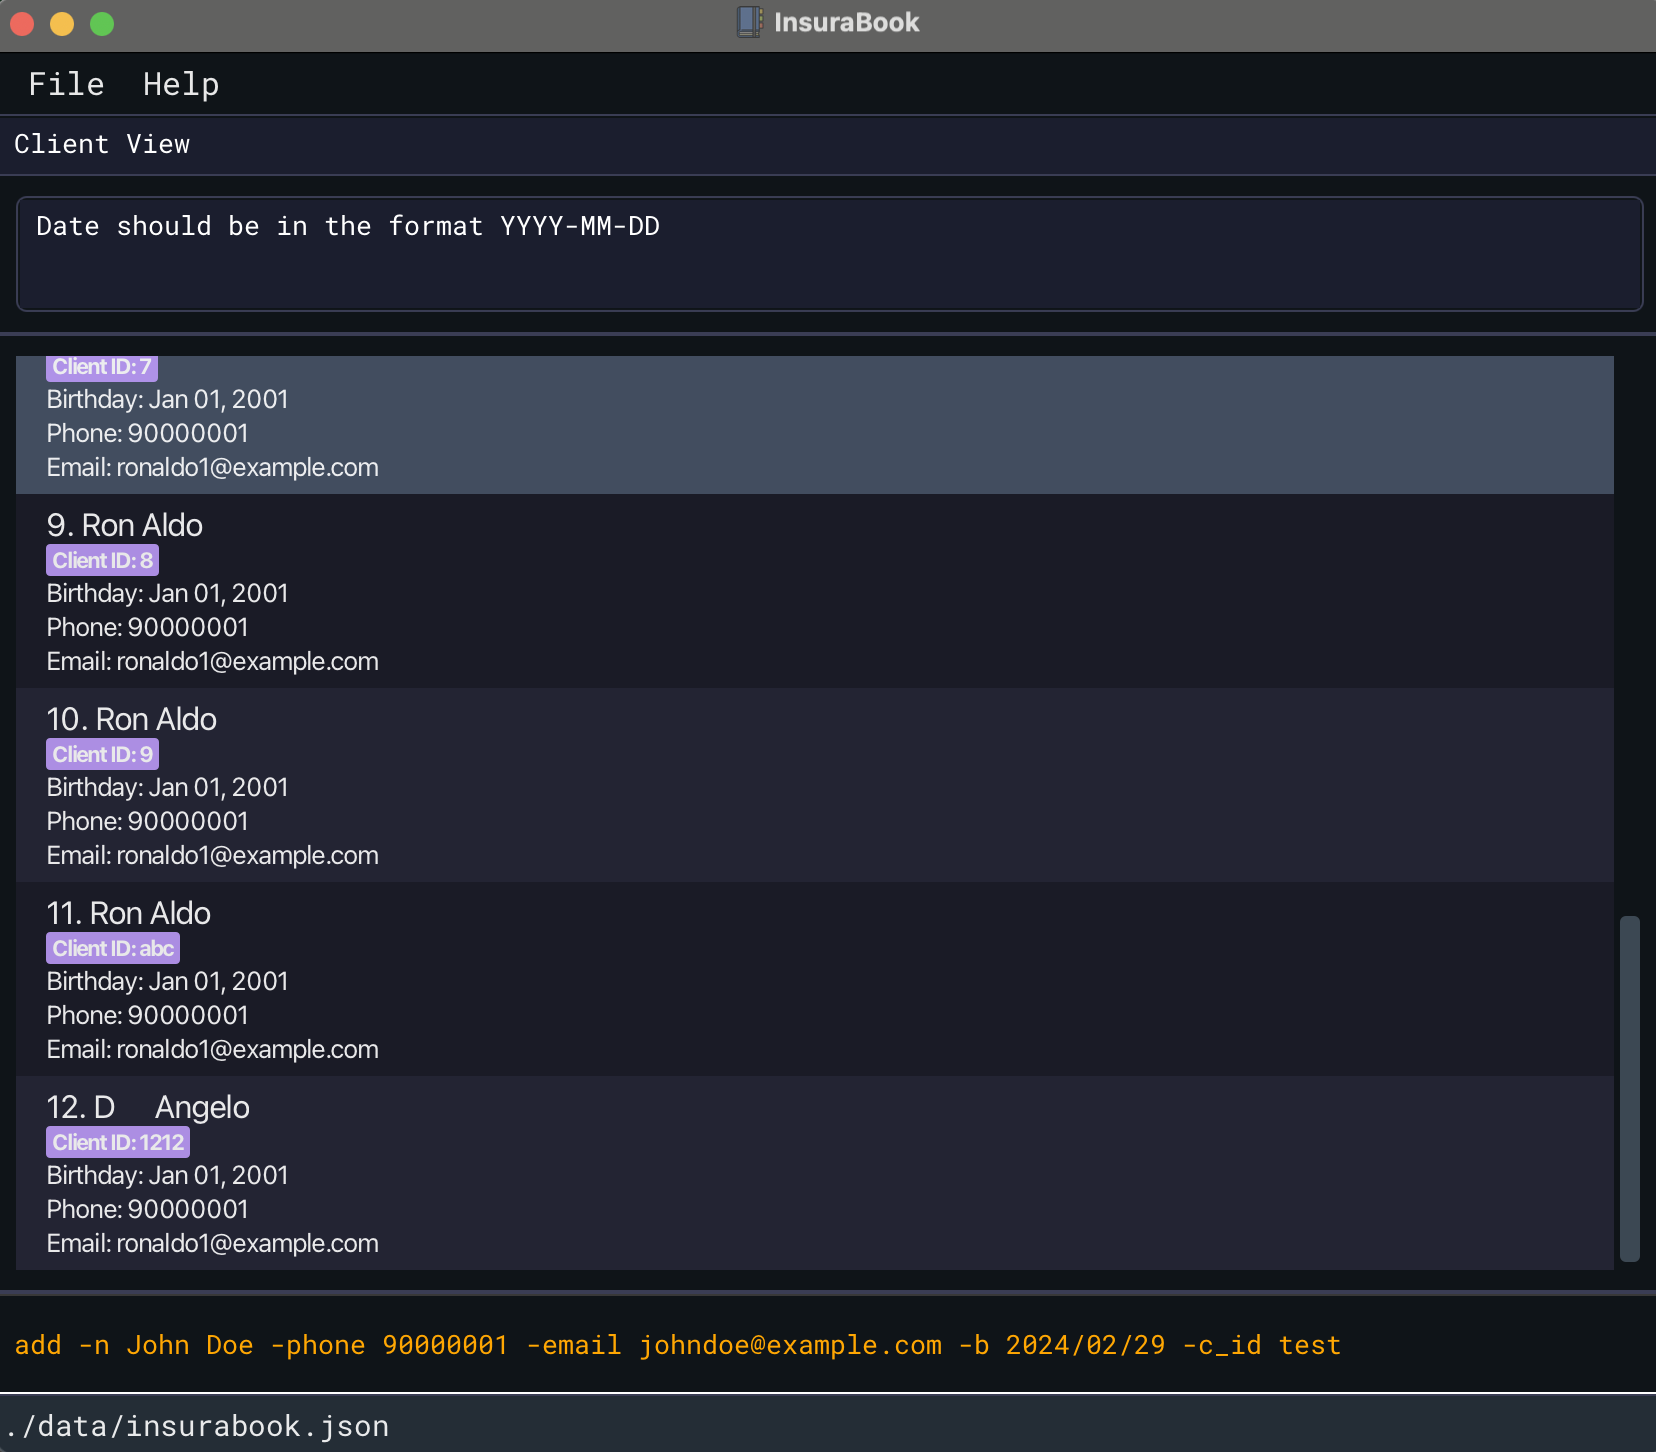 InsuraBook
File Help
Client View
Date should be in the format YYYY-MM-DD
Client ID: 7
Birthday: Jan 01, 2001
Phone: 90000001
Email: ronaldo1@example.com
9. Ron Aldo
Client ID: 8
Birthday: Jan 01, 2001
Phone: 90000001
Email: ronaldo1@example.com
10. Ron Aldo
Client ID: 9
Birthday: Jan 01, 2001
Phone: 90000001
Email: ronaldo1@example.com
11. Ron Aldo
Client ID: abc
Birthday: Jan 01, 2001
Phone: 90000001
Email: ronaldo1@example.com
12. D     Angelo
Client ID: 1212
Birthday: Jan 01, 2001
Phone: 90000001
Email: ronaldo1@example.com
add -n John Doe -phone 90000001 -email johndoe@example.com -b 2024/02/29 -c_id test
./data/insurabook.json